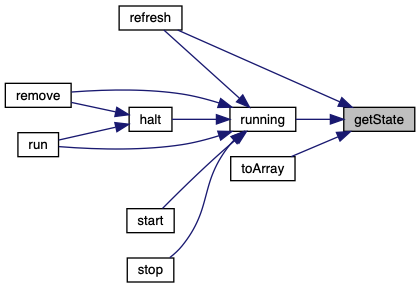 refresh
remove
halt
running
getState
run
toArray
start
stop